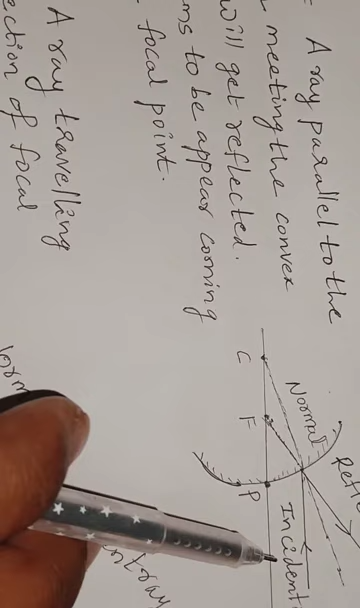 A ray parallel to the
meeting the convex
will get reflected.
to be appear coming
focal point.
A ray travelling
of focal
C
F
P
Normal
Incident
ray